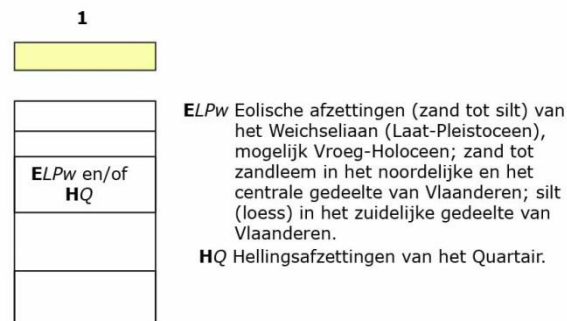 1
ELPw en/of
HQ
ELPw Eolische afzettingen (zand tot silt) van
het Weichseliaan (Laat-Pleistoceen),
mogelijk Vroeg-Holoceen; zand tot
zandleem in het noordelijke en het
centrale gedeelte van Vlaanderen; silt
(loess) in het zuidelijke gedeelte van
Vlaanderen.
HQ Hellingsafzettingen van het Quartair.